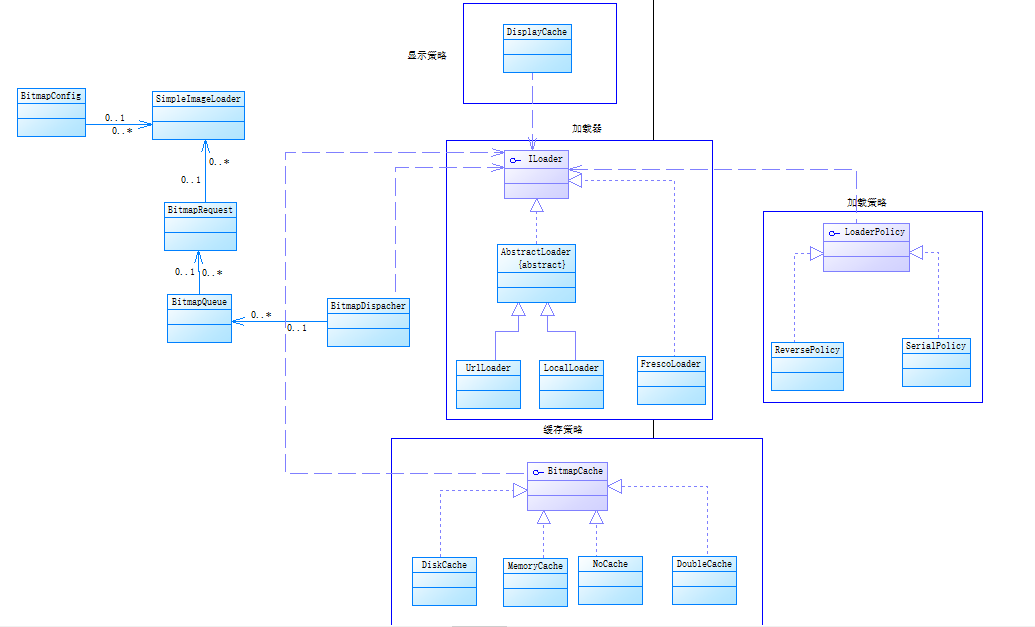 DisplayCache
显示策略
BitmapConfig
SimpleImageLoader
0..1
0..*
加载器
ILoader
0..*
0..1
BitmapRequest
加载策略
LoaderPolicy
AbstractLoader
{abstract}
0..1
0..*
BitmapQueue
BitmapDispacher
0..*
0..1
ReversePolicy
SerialPolicy
UrlLoader
LocalLoader
FrescoLoader
缓存策略
BitmapCache
DiskCache
MemoryCache
NoCache
DoubleCache